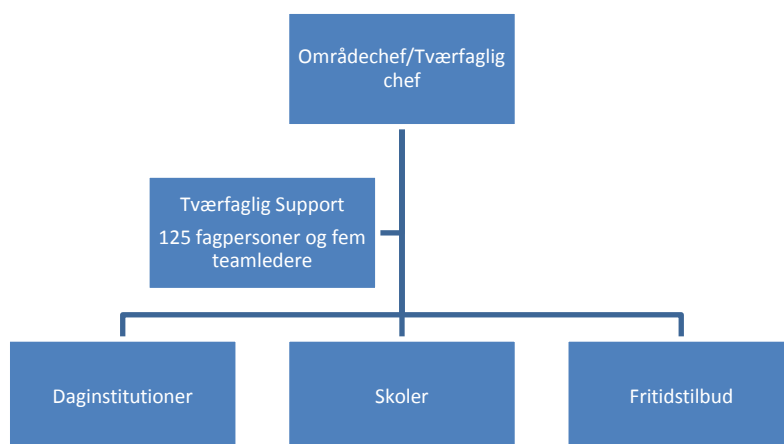 Områdechef/Tværfaglig
chef
Tværfaglig Support
125 fagpersoner og fem
teamledere
Daginstitutioner
Skoler
Fritidstilbud